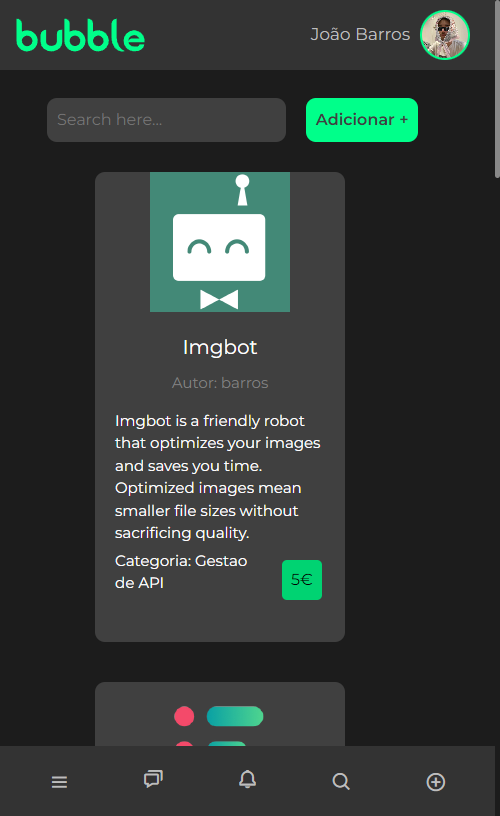 bubble
João Barros
Search here...
Adicionar +
Imgbot
Autor: barros
Imgbot is a friendly robot
that optimizes your images
and saves you time.
Optimized images mean
smaller file sizes without
sacrificing quality.
Categoria: Gestao
de API
5€